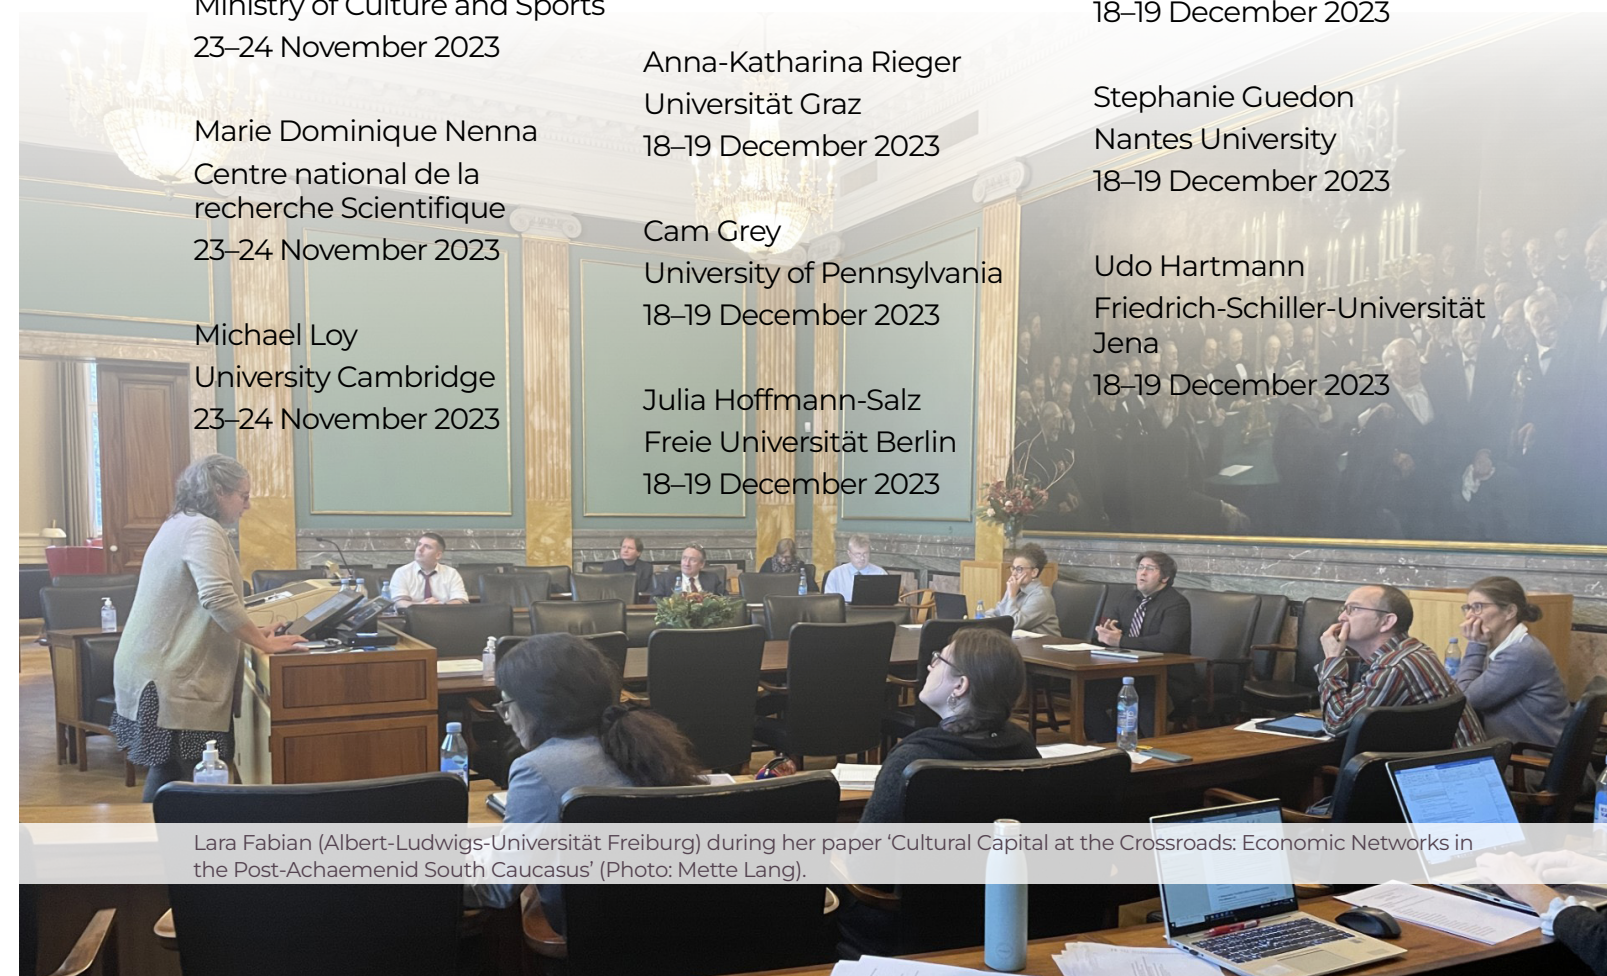 Ministry of Culture and Sports
23–24 November 2023
Marie Dominique Nenna
Centre national de la
recherche Scientifique
23–24 November 2023
Michael Loy
University Cambridge
23–24 November 2023
Anna-Katharina Rieger
Universität Graz
18–19 December 2023
Cam Grey
University of Pennsylvania
18–19 December 2023
Julia Hoffmann-Salz
Freie Universität Berlin
18–19 December 2023
18–19 December 2023
Stephanie Guedon
Nantes University
18–19 December 2023
Udo Hartmann
Friedrich-Schiller-Universität
Jena
18–19 December 2023
Lara Fabian (Albert-Ludwigs-Universität Freiburg) during her paper ‘Cultural Capital at the Crossroads: Economic Networks in
the Post-Achaemenid South Caucasus’ (Photo: Mette Lang).